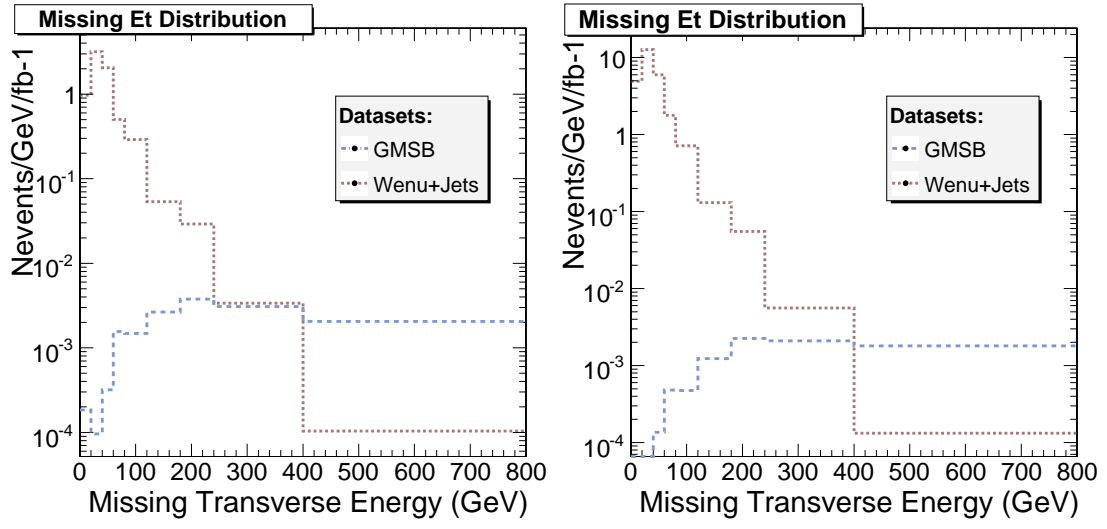 Missing Et Distribution
Nevents/GeV/fb-1
1
10-1
10-2
10-3
10-4
Datasets:
GMSB
Wenu+Jets
0 100 200 300 400 500 600 700 800
Missing Transverse Energy (GeV)
Missing Et Distribution
Nevents/GeV/fb-1
10
1
10-1
10-2
10-3
10-4
Datasets:
GMSB
Wenu+Jets
0 100 200 300 400 500 600 700 800
Missing Transverse Energy (GeV)